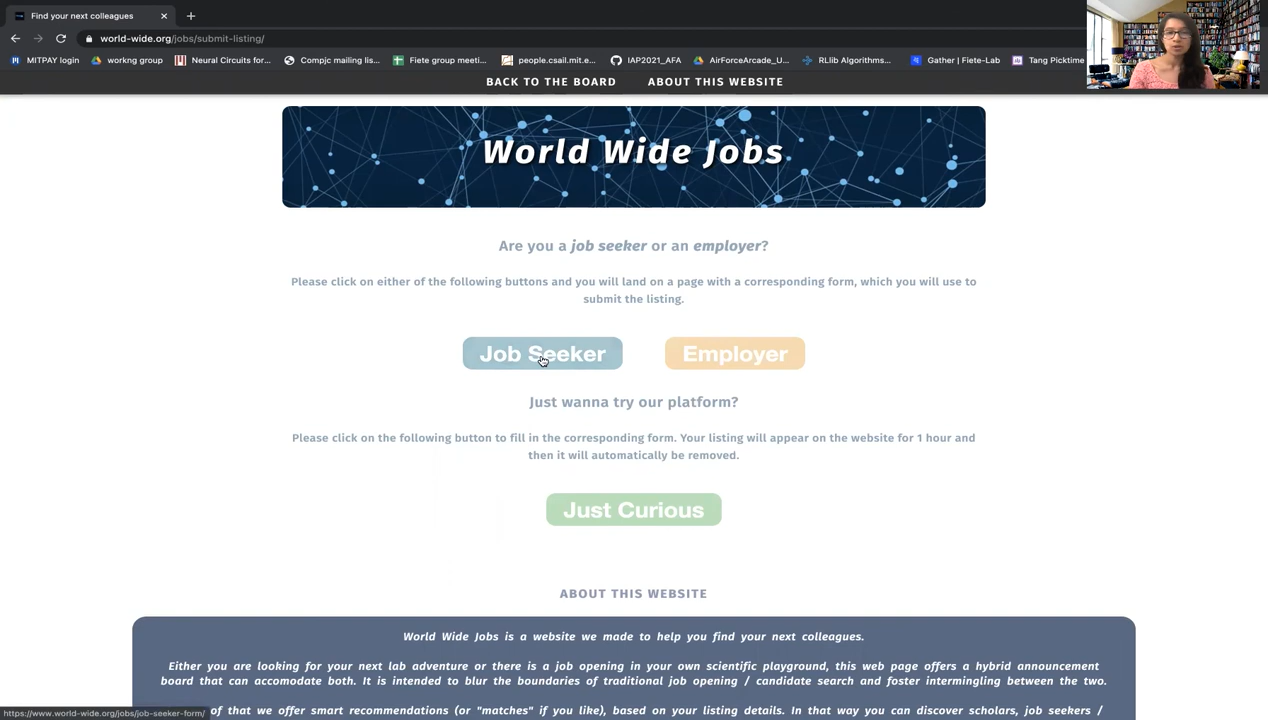 Find your next colleagues
world-wide.org/jobs/submit-listing/
MITPAY login workng group Neural Circuits for... Compjc mailing lis... Fiete group meeti... people.csail.mit.e... IAP2021_AFA AirForceArcade_U... RLlib Algorithms... Gather | Fiete-Lab Tang Picktime
BACK TO THE BOARD ABOUT THIS WEBSITE
World Wide Jobs
Are you a job seeker or an employer?
Please click on either of the following buttons and you will land on a page with a corresponding form, which you will use to
submit the listing.
Job Seeker Employer
Just wanna try our platform?
Please click on the following button to fill in the corresponding form. Your listing will appear on the website for 1 hour and
then it will automatically be removed.
Just Curious
ABOUT THIS WEBSITE
World Wide Jobs is a website we made to help you find your next colleagues.
Either you are looking for your next lab adventure or there is a job opening in your own scientific playground, this web page offers a hybrid announcement
board that can accomodate both. It is intended to blur the boundaries of traditional job opening / candidate search and foster intermingling between the two.
of that we offer smart recommendations (or "matches" if you like), based on your listing details. In that way you can discover scholars, job seekers /
https://www.world-wide.org/jobs/job-seeker-form/